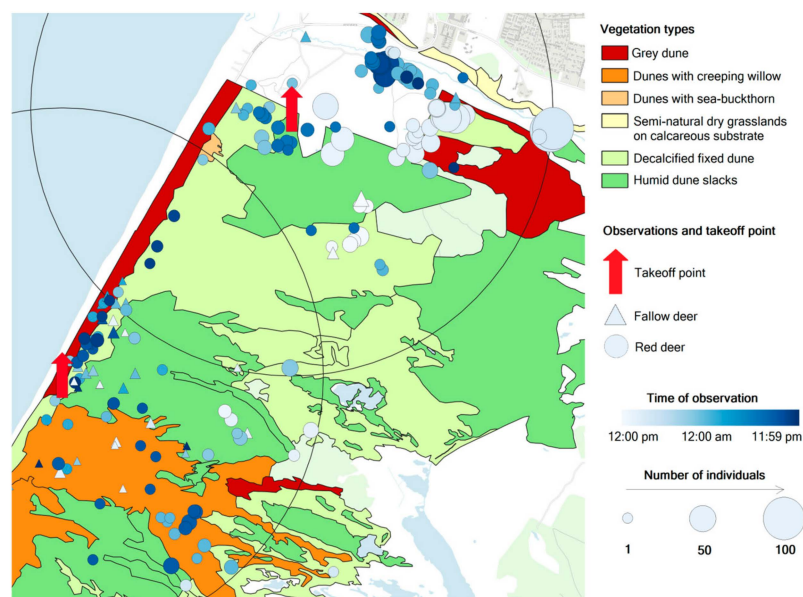 Vegetation types
Grey dune
Dunes with creeping willow
Dunes with sea-buckthorn
Semi-natural dry grasslands
on calcareous substrate
Decalcified fixed dune
Humid dune slacks
Observations and takeoff point
Takeoff point
Fallow deer
Red deer
Time of observation
12:00 pm 12:00 am 11:59 pm
Number of individuals
1 50 100